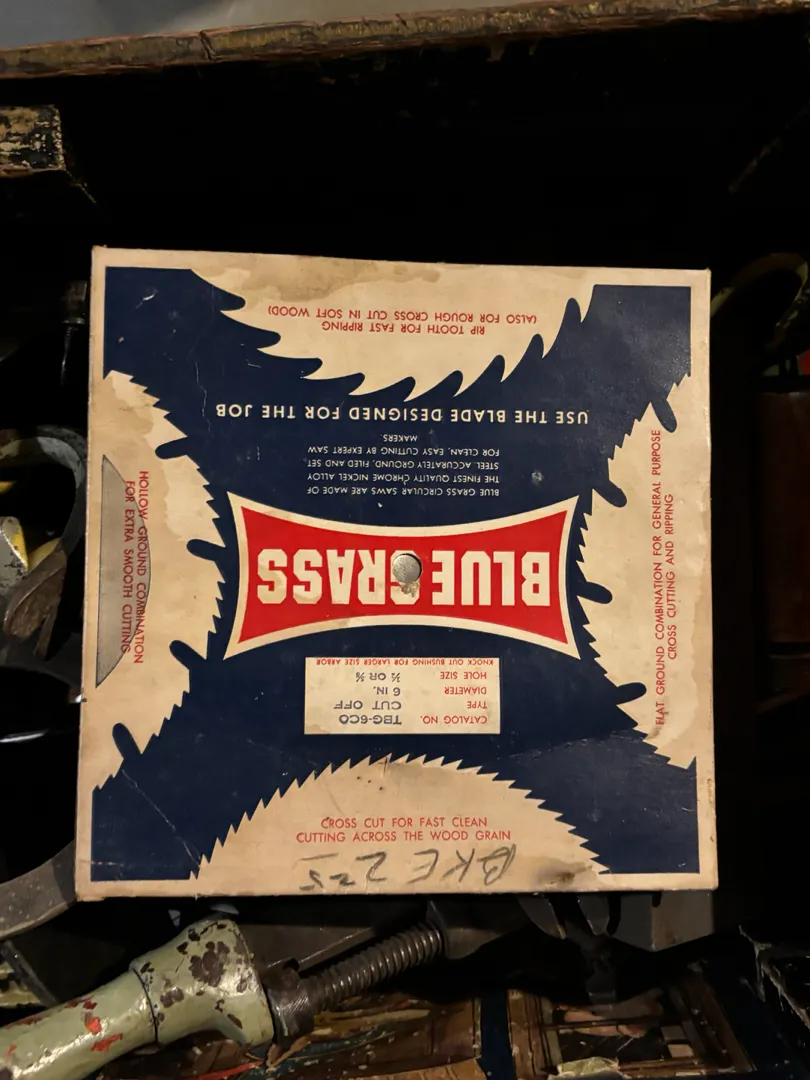 USE THE BLADE DESIGNED FOR THE JOB
BLUE GRASS CIRCULAR SAWS ARE MADE OF
THE FINEST QUALITY CHROME NICKEL ALLOY
STEEL ACCURATELY GROUND, FILED AND SET
FOR CLEAN, EASY CUTTING BY EXPERT SAW
MAKERS.
BLUE GRASS
KNOCK OUT BUSHING FOR LARGER SIZE ARBOR
HOLE SIZE ½ OR ⅝
DIAMETER 6 IN.
TYPE CUT OFF
CATALOG NO. TBG-6CO
RIP TOOTH FOR FAST RIPPING
(ALSO FOR ROUGH CROSS CUT IN SOFT WOOD)
HOLLOW GROUND COMBINATION
FOR EXTRA SMOOTH CUTTING
FLAT GROUND COMBINATION FOR GENERAL PURPOSE
CROSS CUTTING AND RIPPING
CROSS CUT FOR FAST CLEAN
CUTTING ACROSS THE WOOD GRAIN